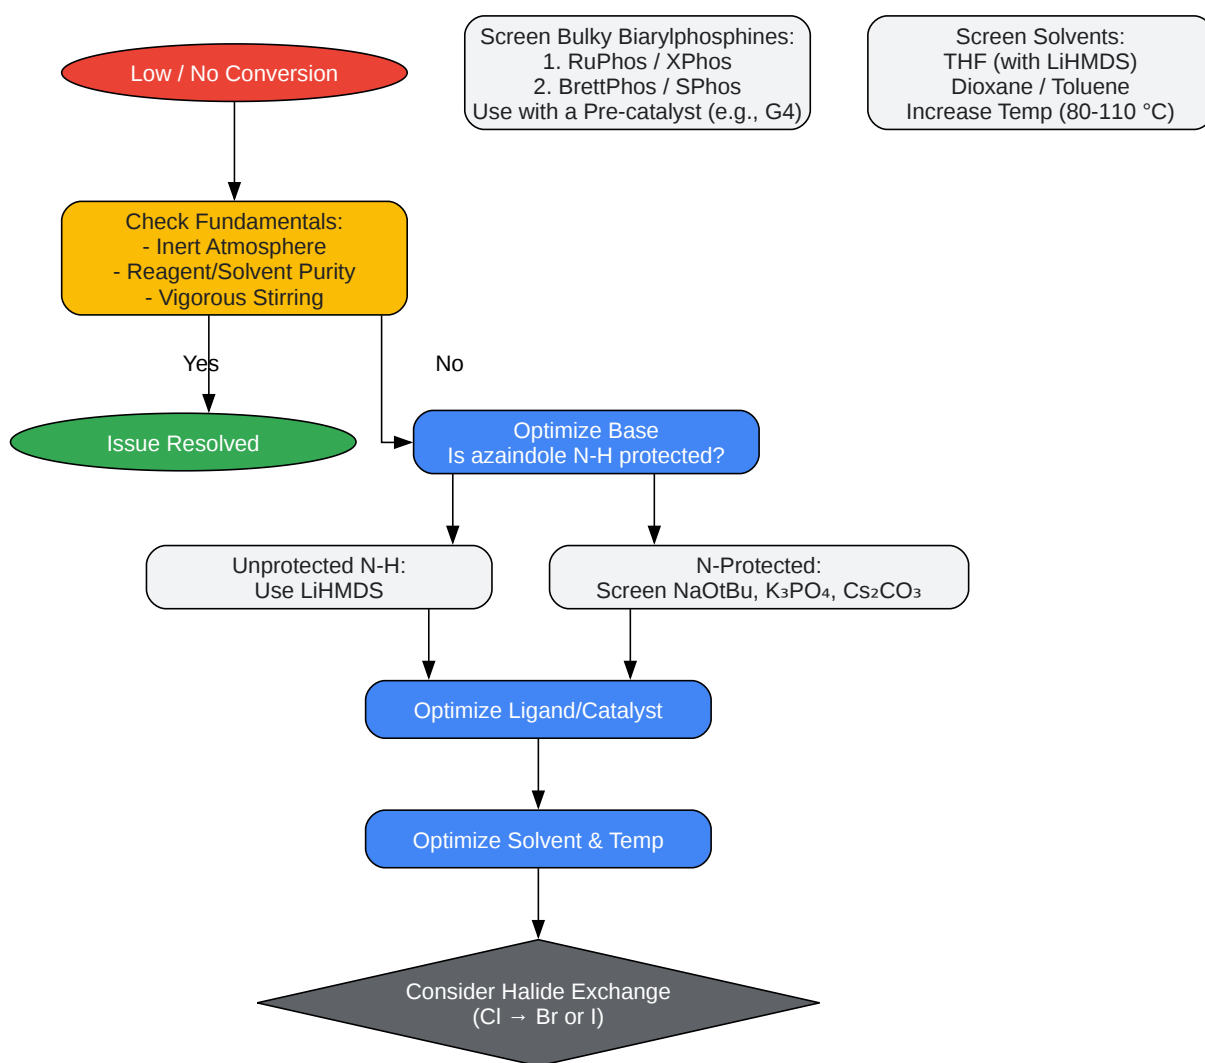 Low / No Conversion
Screen Bulky Biarylphosphines:
1. RuPhos / XPhos
2. BrettPhos / SPhos
Use with a Pre-catalyst (e.g., G4)
Screen Solvents:
THF (with LiHMDS)
Dioxane / Toluene
Increase Temp (80-110 °C)
Check Fundamentals:
- Inert Atmosphere
- Reagent/Solvent Purity
- Vigorous Stirring
Yes
No
Issue Resolved
Optimize Base
Is azaindole N-H protected?
Unprotected N-H:
Use LiHMDS
N-Protected:
Screen NaOtBu, K₃PO₄, Cs₂CO₃
Optimize Ligand/Catalyst
Optimize Solvent & Temp
Consider Halide Exchange
(Cl → Br or I)